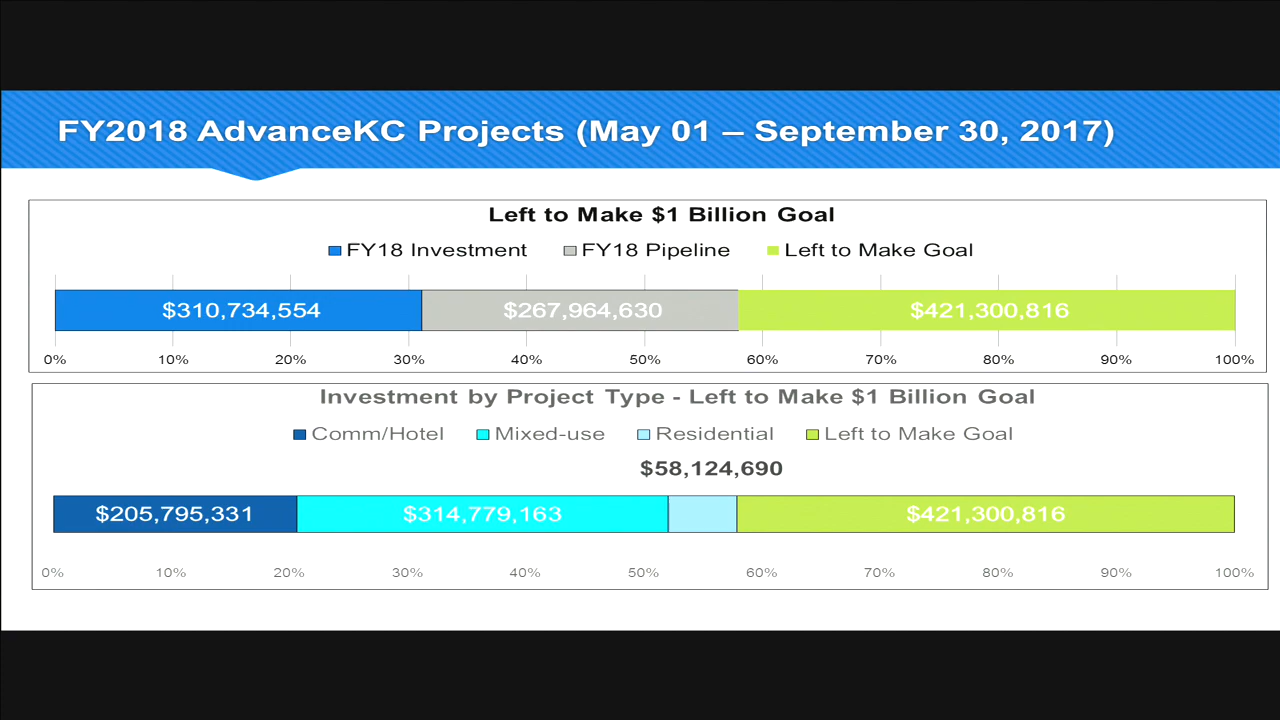 FY2018 AdvanceKC Projects (May 01 – September 30, 2017)
Left to Make $1 Billion Goal
FY18 Investment FY18 Pipeline Left to Make Goal
$310,734,554 $267,964,630 $421,300,816
0% 10% 20% 30% 40% 50% 60% 70% 80% 90% 100%
Investment by Project Type - Left to Make $1 Billion Goal
Comm/Hotel Mixed-use Residential Left to Make Goal
$58,124,690
$205,795,331 $314,779,163 $421,300,816
0% 10% 20% 30% 40% 50% 60% 70% 80% 90% 100%